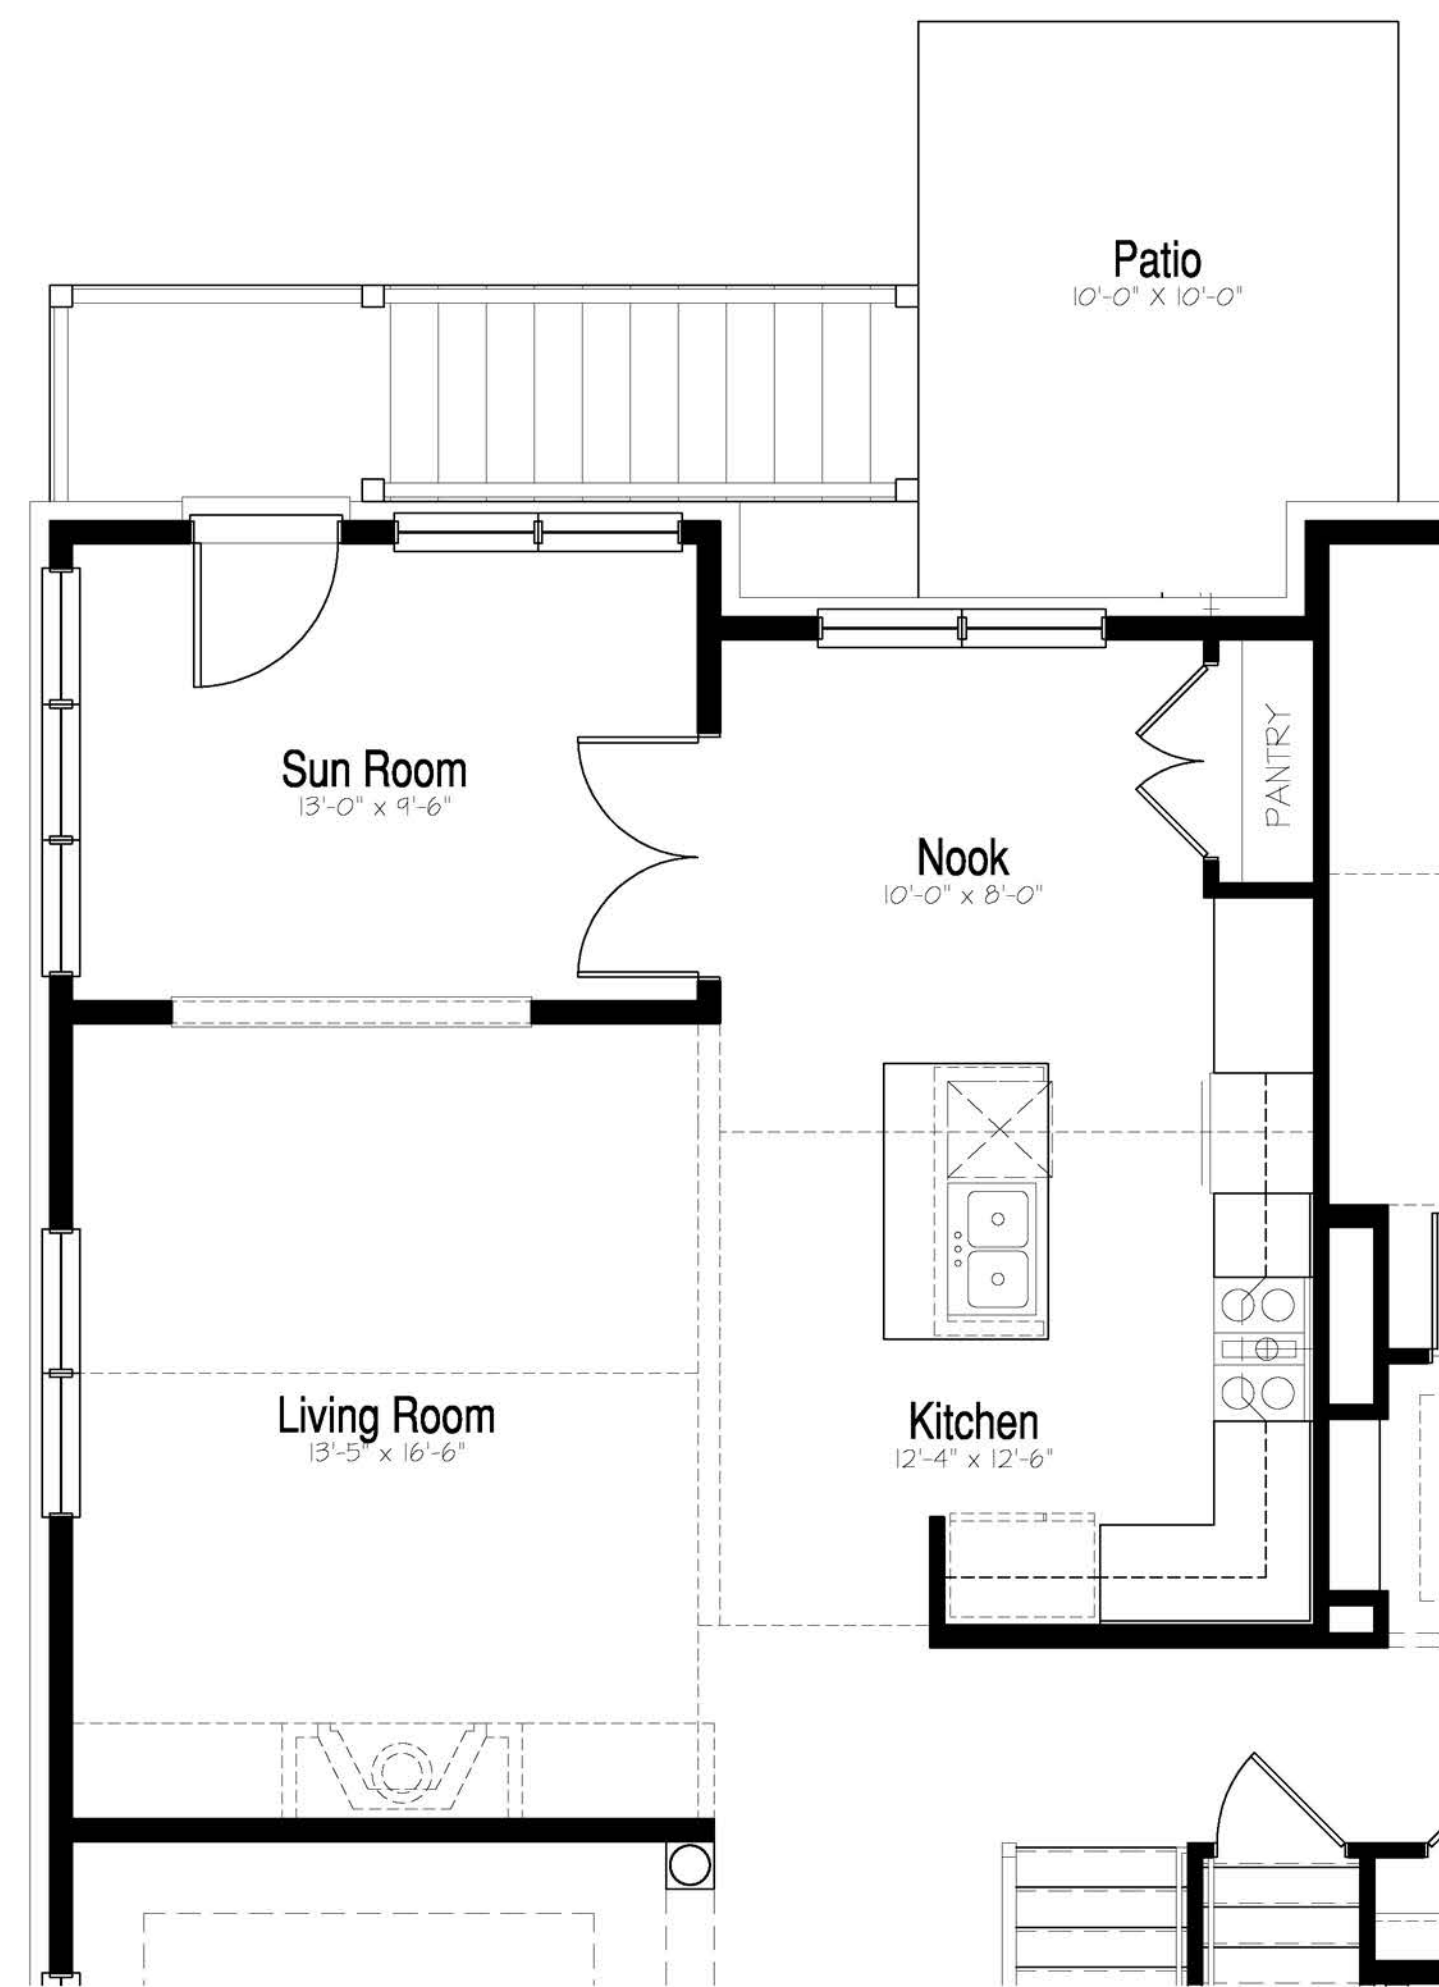 Patio
10'-0" X 10'-0"
Sun Room
13'-0" x 9'-6"
PANTRY
Nook
10'-0" x 8'-0"
Living Room
13'-5" x 16'-6"
Kitchen
12'-4" x 12'-6"